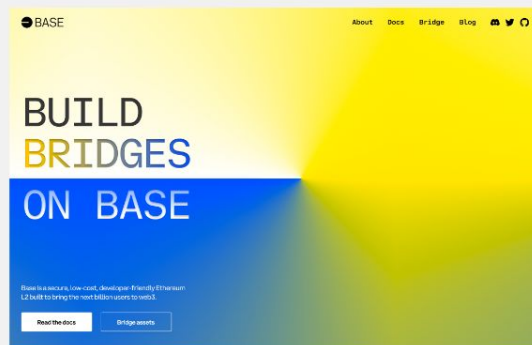 BASE
About Docs Bridge Blog
BUILD
BRIDGES
ON BASE
Base is a secure, low-cost, developer-friendly Ethereum
L2 built to bring the next billion users to web3.
Read the docs Bridge assets